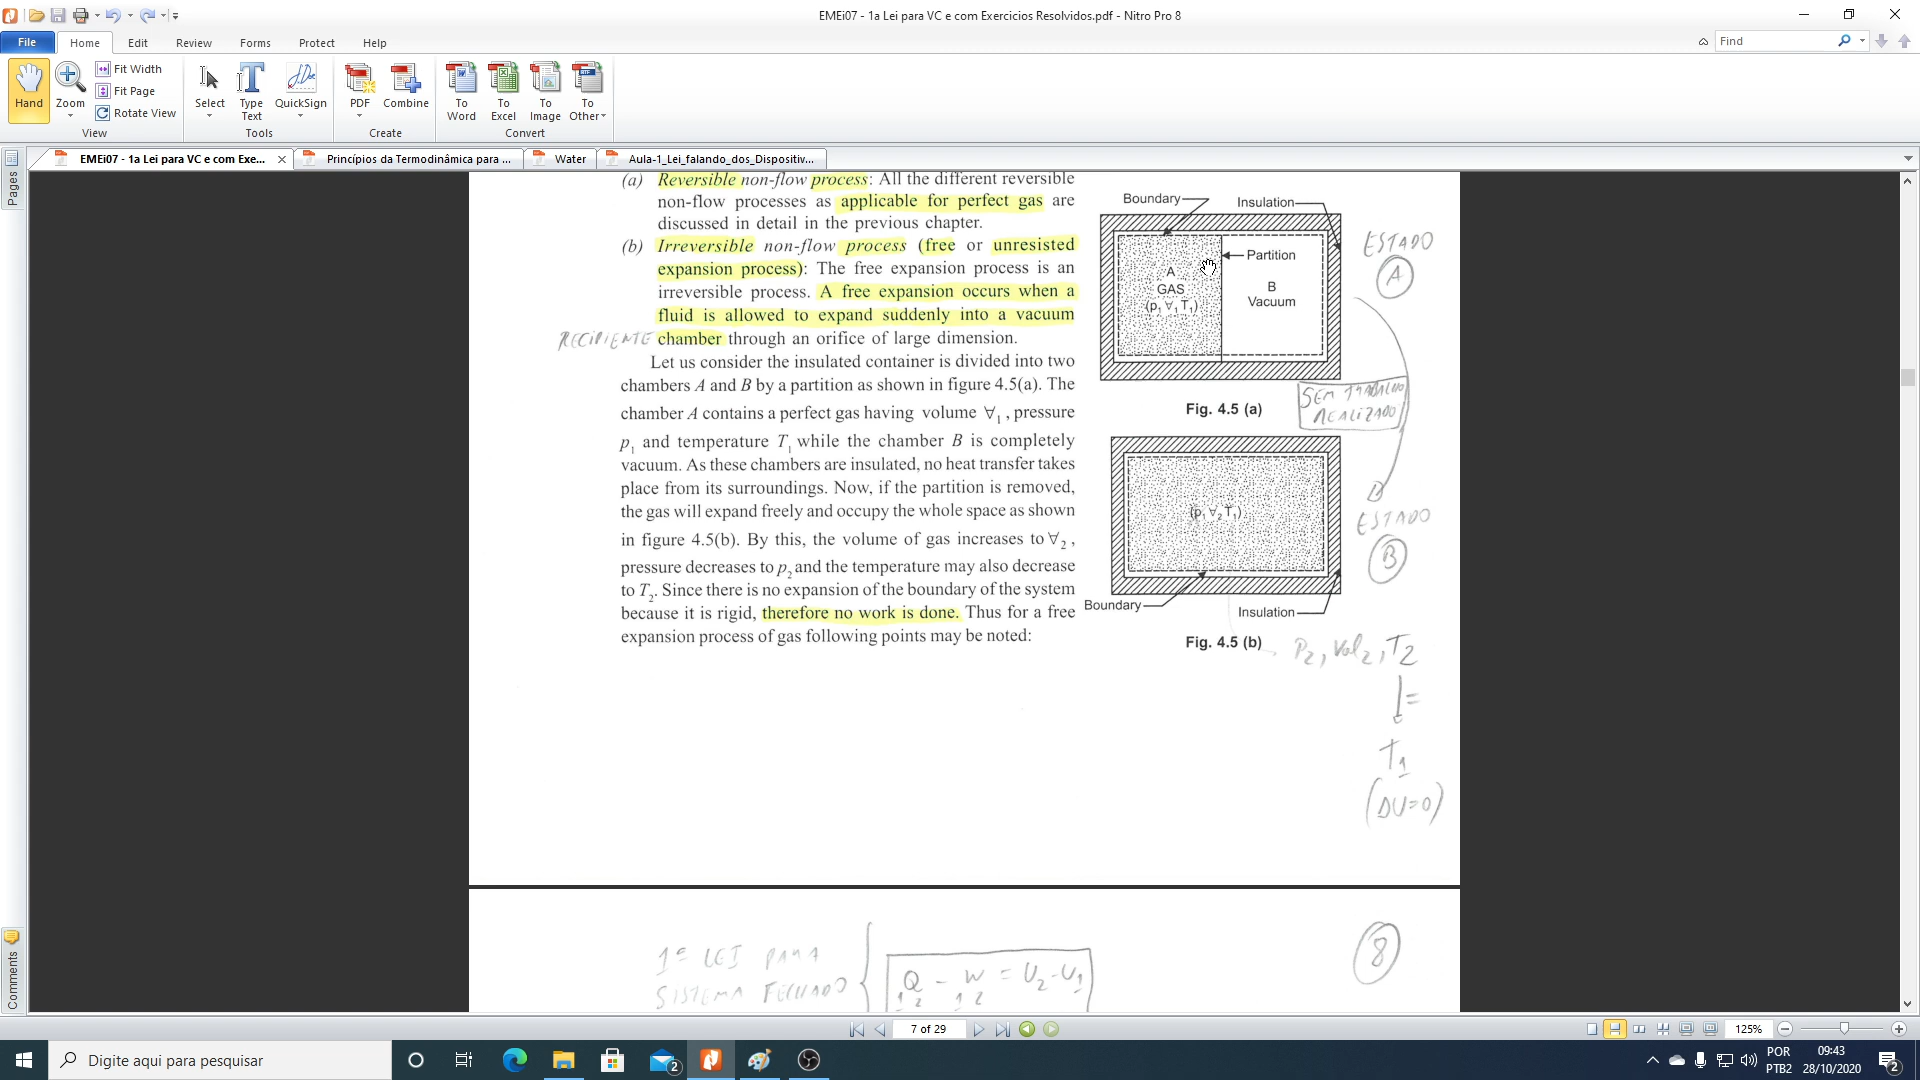 EMEi07 - 1a Lei para VC e com Exercicios Resolvidos.pdf - Nitro Pro 8
File Home Edit Review Forms Protect Help
Find
Hand
Zoom
Fit Width
Fit Page
Rotate View
View
Select
Type Text
QuickSign
Tools
PDF
Combine
Create
To Word
To Excel
To Image
To Other
Convert
Pages
EMEi07 - 1a Lei para VC e com Exe...
Princípios da Termodinâmica para ...
Water
Aula-1_Lei_falando_dos_Dispositiv...
(a) Reversible non-flow process: All the different reversible
non-flow processes as applicable for perfect gas are
discussed in detail in the previous chapter.
(b) Irreversible non-flow process (free or unresisted
expansion process): The free expansion process is an
irreversible process. A free expansion occurs when a
fluid is allowed to expand suddenly into a vacuum
RECIPIENTE chamber through an orifice of large dimension.
Let us consider the insulated container is divided into two
chambers A and B by a partition as shown in figure 4.5(a). The
chamber A contains a perfect gas having volume ∀1, pressure
p1 and temperature T1 while the chamber B is completely
vacuum. As these chambers are insulated, no heat transfer takes
place from its surroundings. Now, if the partition is removed,
the gas will expand freely and occupy the whole space as shown
in figure 4.5(b). By this, the volume of gas increases to ∀2,
pressure decreases to p2 and the temperature may also decrease
to T2. Since there is no expansion of the boundary of the system
because it is rigid, therefore no work is done. Thus for a free
expansion process of gas following points may be noted:
Boundary
Insulation
Partition
A
GAS
(p1 ∀1 T1)
B
Vacuum
ESTADO
A
Fig. 4.5 (a)
SEM TRABALHO
REALIZADO
(p1 ∀2 T1)
ESTADO
B
Boundary
Insulation
Fig. 4.5 (b)
P2, Vol2, T2
=
T1
(DU=0)
1ª LEI PARA
SISTEMA FECHADO
Q12 - W12 = U2 - U1
8
Comments
7 of 29
125%
Digite aqui para pesquisar
2
POR
PTB2
09:43
28/10/2020
2